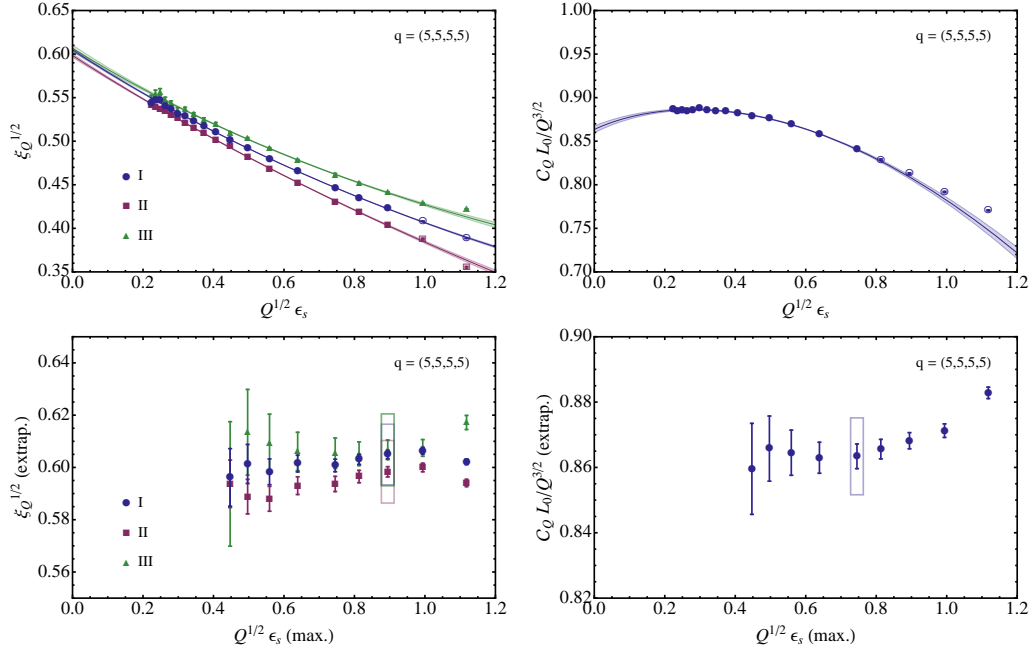 0.65
0.60
0.55
0.50
0.45
0.40
0.35
ξ_Q^{1/2}
q = (5,5,5,5)
I
II
III
0.0 0.2 0.4 0.6 0.8 1.0 1.2
Q^{1/2} ϵ_s
1.00
0.95
0.90
0.85
0.80
0.75
0.70
C_Q L_0/Q^{3/2}
q = (5,5,5,5)
0.0 0.2 0.4 0.6 0.8 1.0 1.2
Q^{1/2} ϵ_s
0.64
0.62
0.60
0.58
0.56
ξ_Q^{1/2} (extrap.)
q = (5,5,5,5)
I
II
III
0.0 0.2 0.4 0.6 0.8 1.0 1.2
Q^{1/2} ϵ_s (max.)
0.90
0.88
0.86
0.84
0.82
C_Q L_0/Q^{3/2} (extrap.)
q = (5,5,5,5)
0.0 0.2 0.4 0.6 0.8 1.0 1.2
Q^{1/2} ϵ_s (max.)